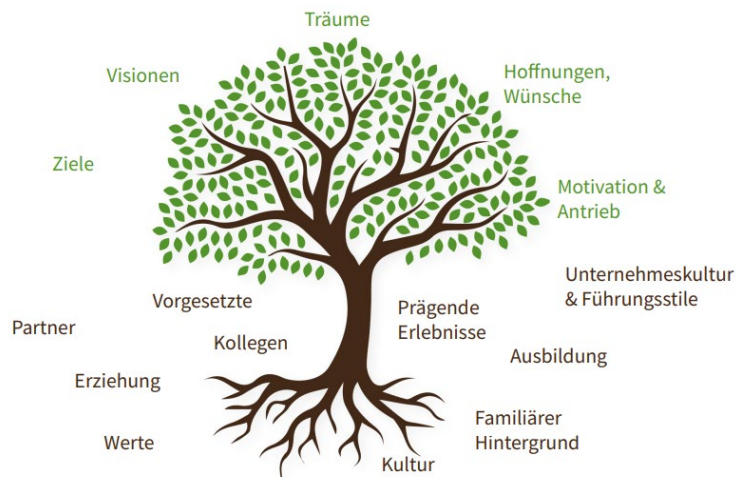 Träume
Visionen
Hoffnungen,
Wünsche
Ziele
Motivation &
Antrieb
Unternehmeskultur
& Führungsstile
Vorgesetzte
Prägende
Erlebnisse
Partner
Kollegen
Ausbildung
Erziehung
Familiärer
Hintergrund
Werte
Kultur